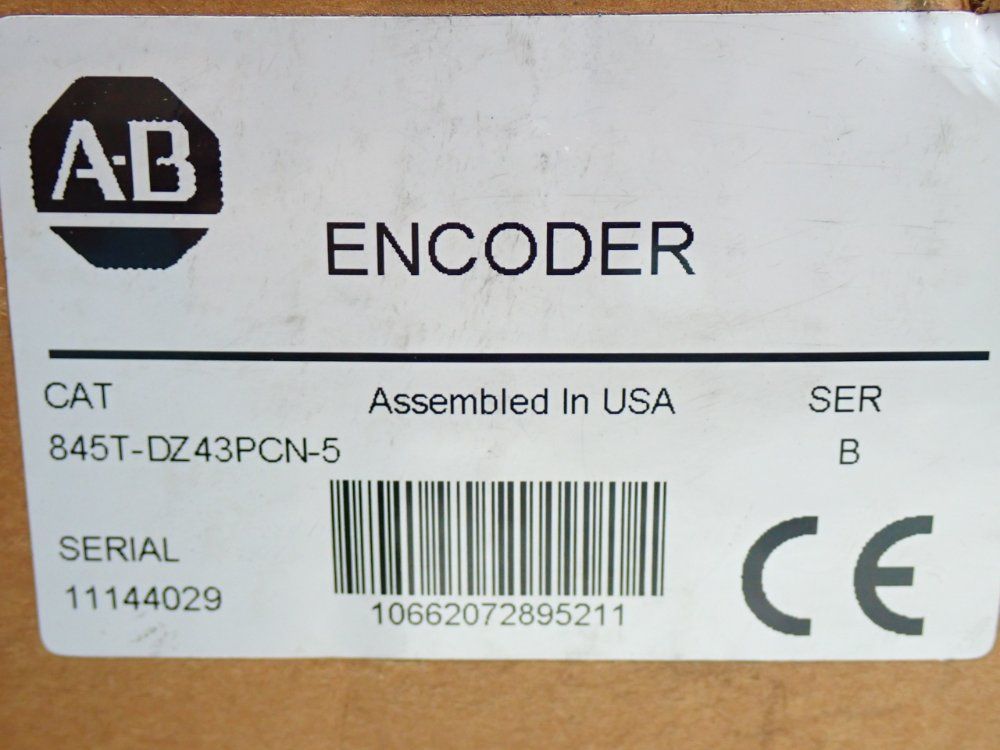 A-B
ENCODER
CAT Assembled In USA SER
845T-DZ43PCN-5 B
SERIAL
11144029
10662072895211
CE